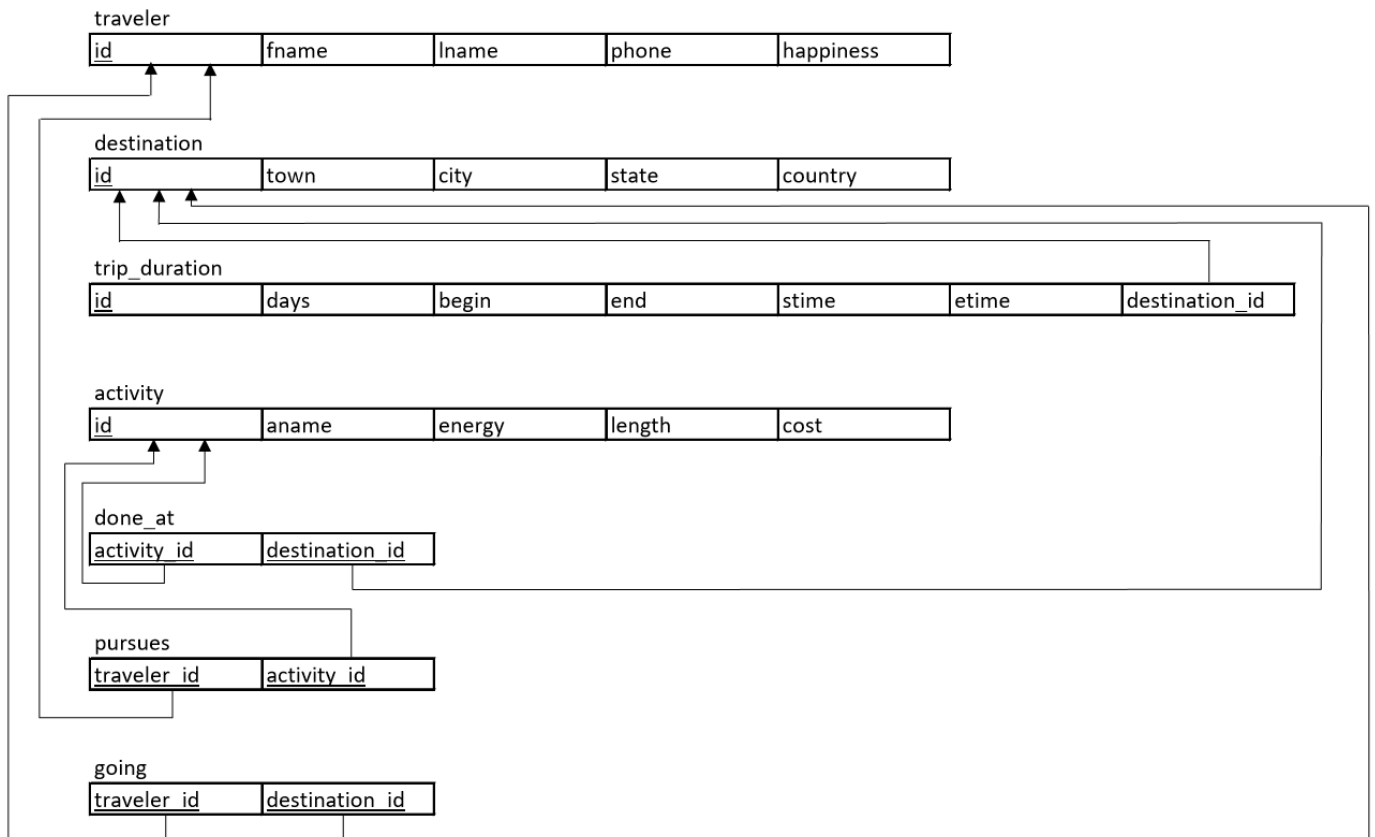 traveler
id fname lname phone happiness
destination
id town city state country
trip_duration
id days begin end stime etime destination_id
activity
id aname energy length cost
done_at
activity_id destination_id
pursues
traveler_id activity_id
going
traveler_id destination_id